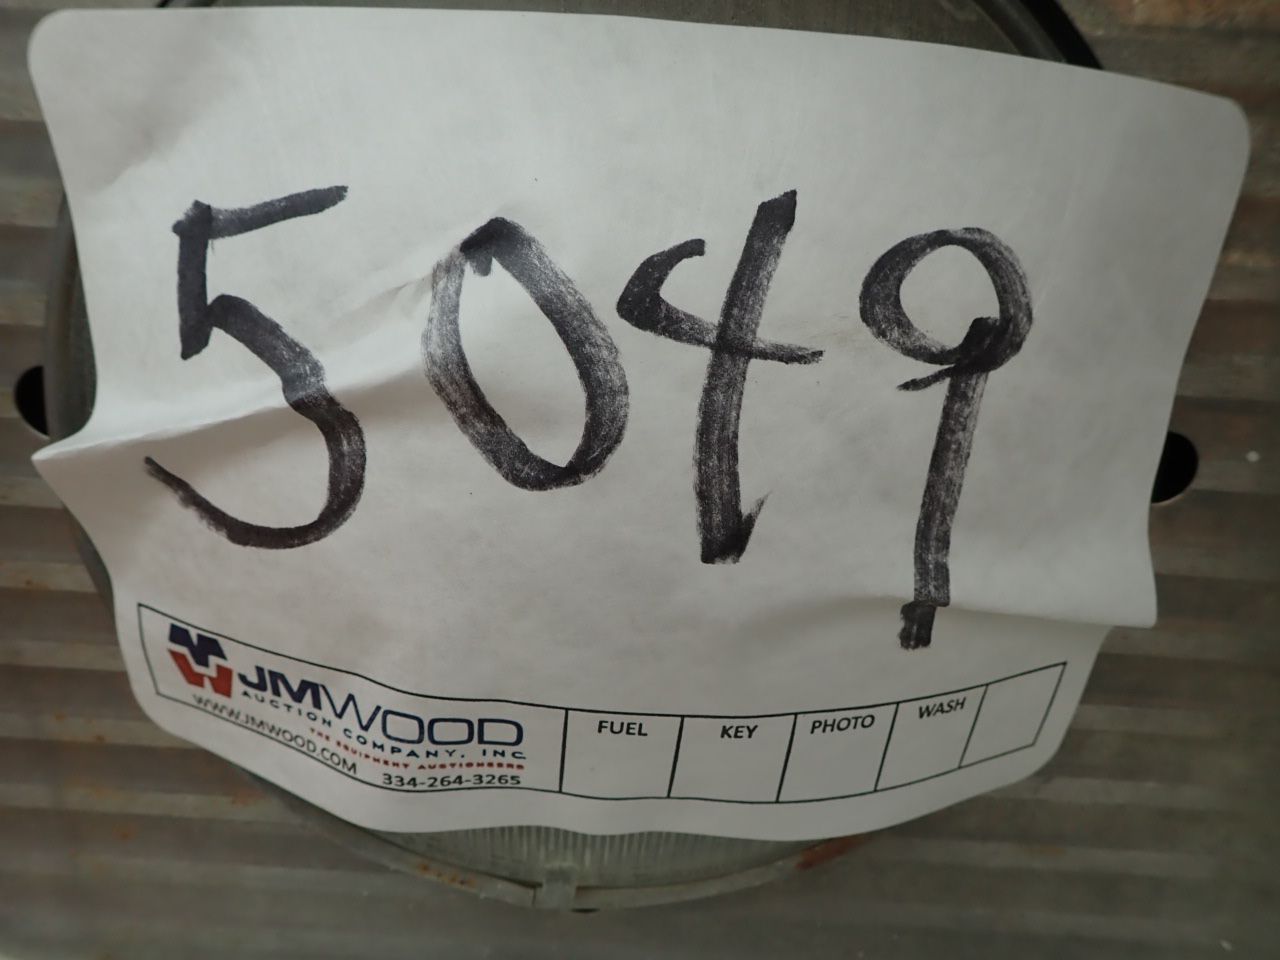 5049
JMWOOD
AUCTION COMPANY, INC
THE EQUIPMENT AUCTIONEERS
WWW.JMWOOD.COM 334-264-3265
FUEL
KEY
PHOTO
WASH